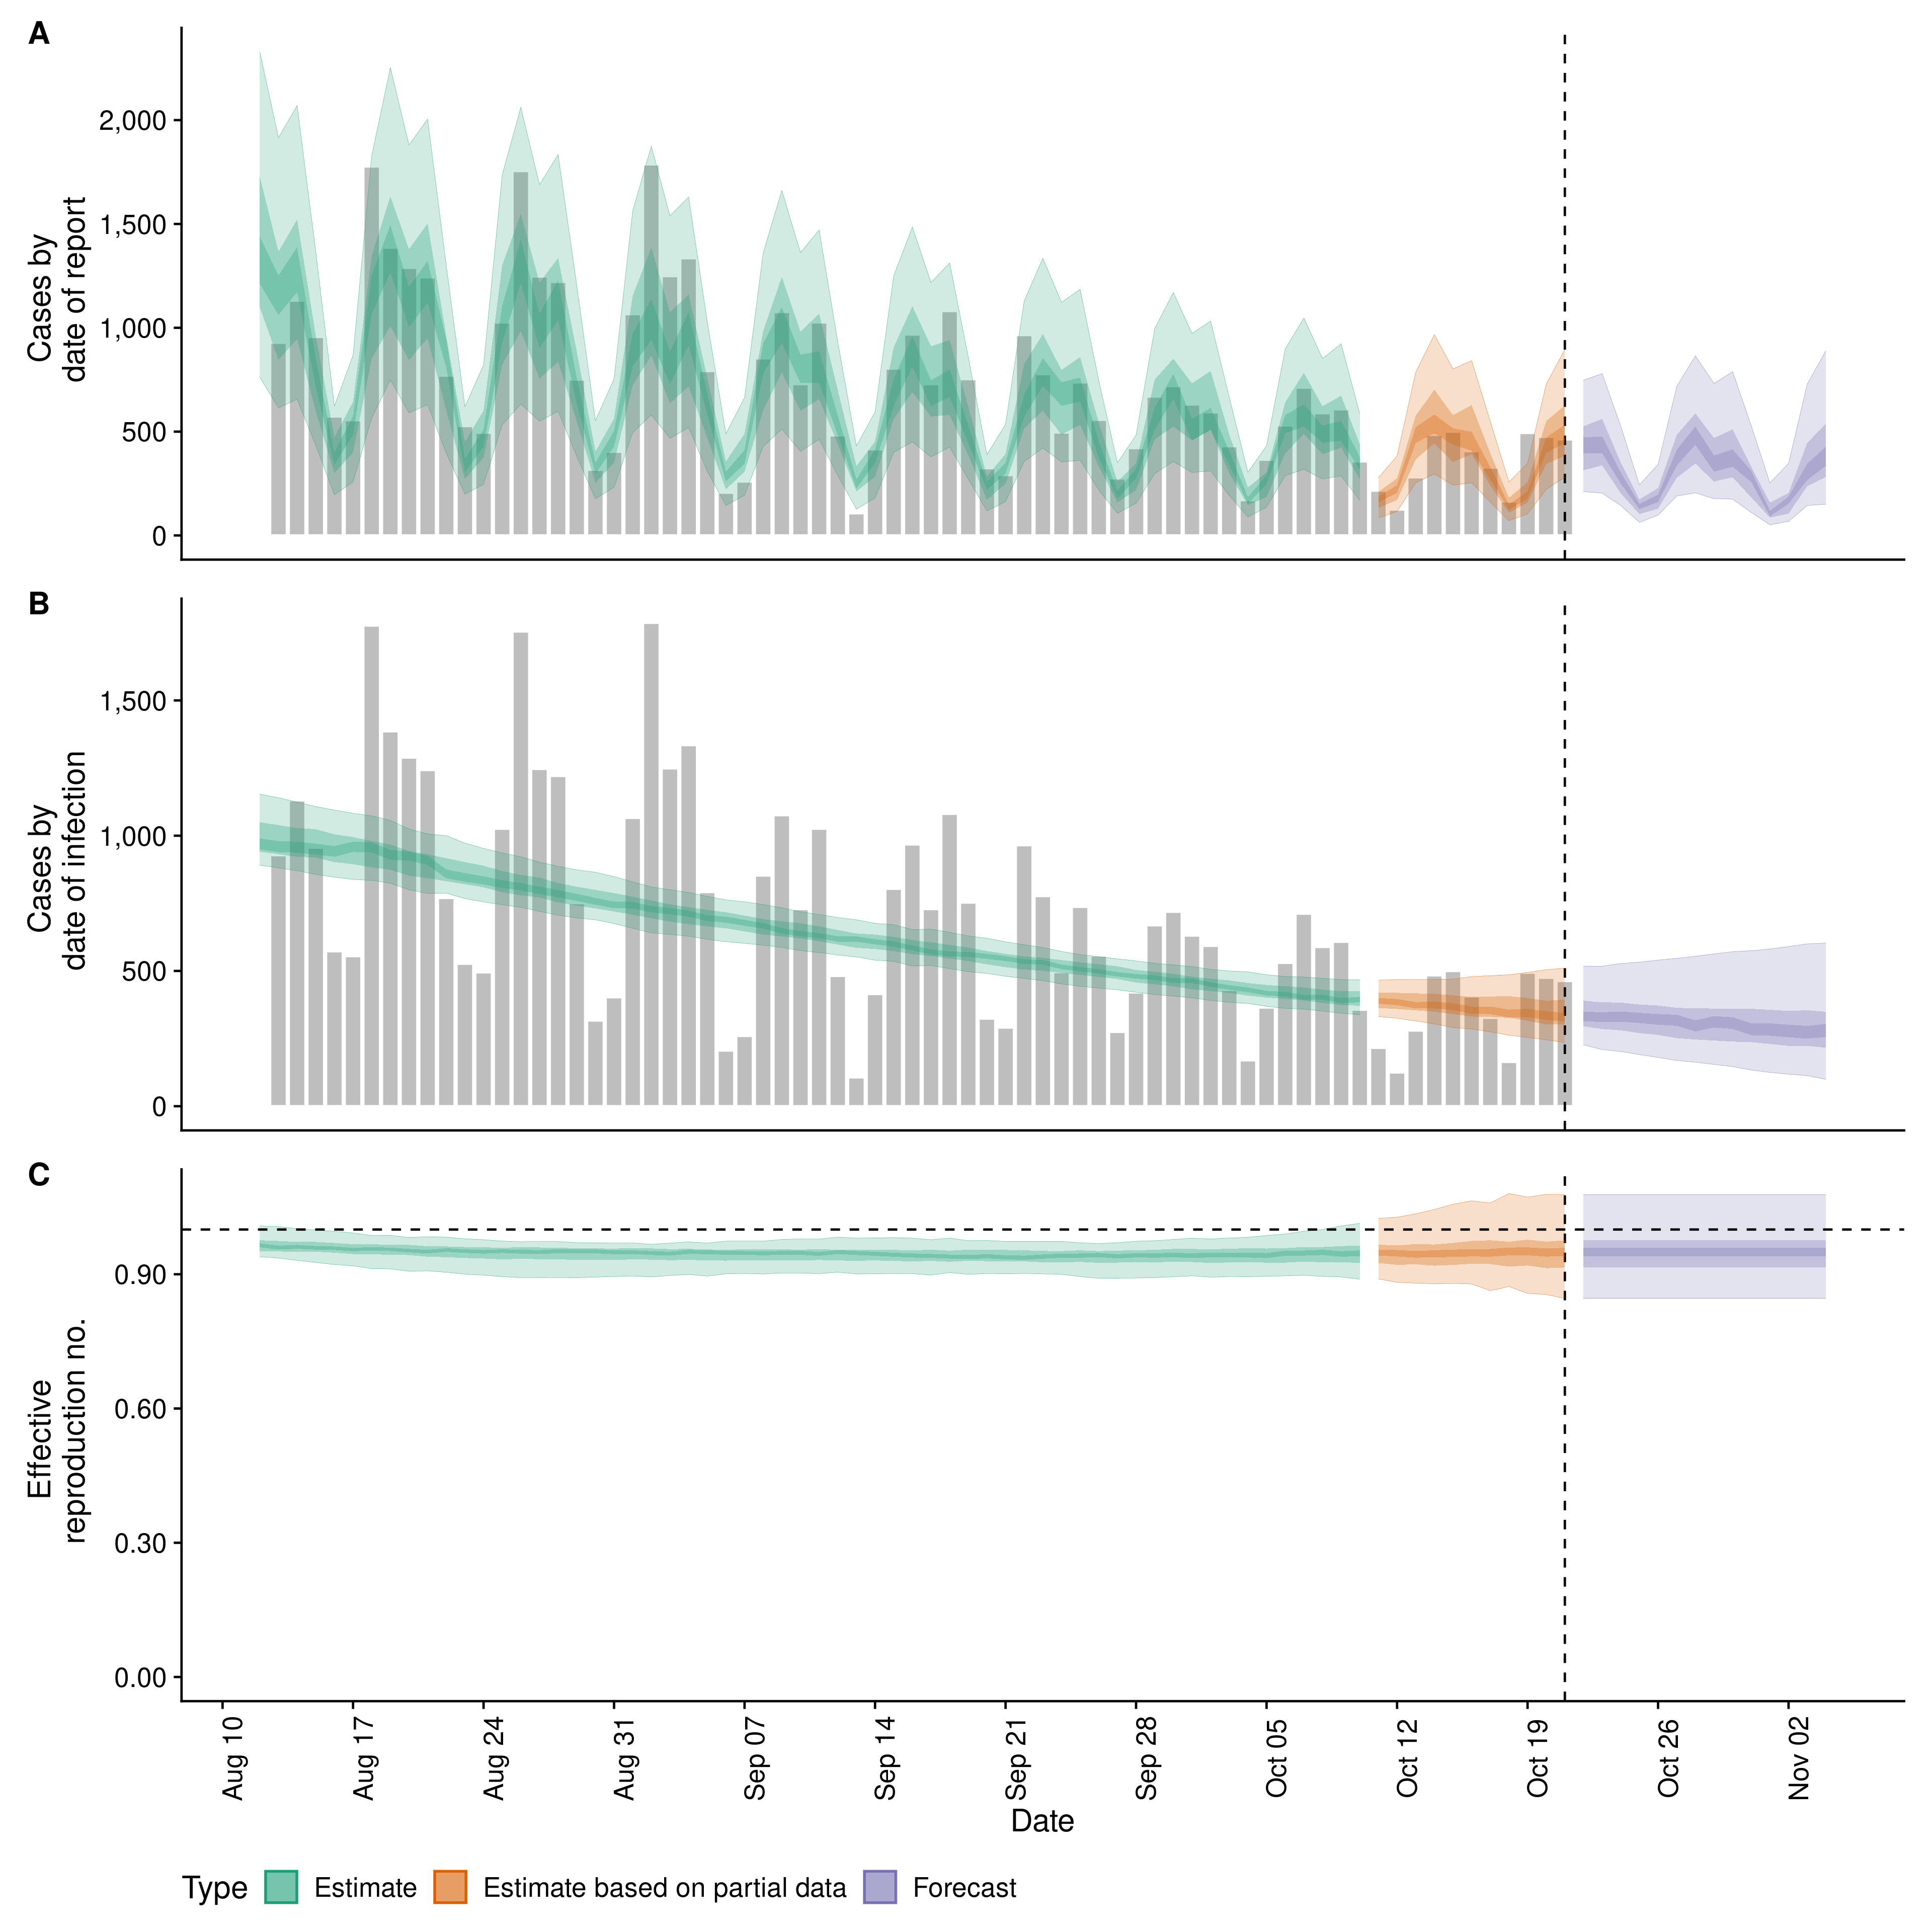 A
Cases by
date of report
2,000
1,500
1,000
500
0
B
Cases by
date of infection
1,500
1,000
500
0
C
Effective
reproduction no.
0.90
0.60
0.30
0.00
Aug 10
Aug 17
Aug 24
Aug 31
Sep 07
Sep 14
Sep 21
Sep 28
Oct 05
Oct 12
Oct 19
Oct 26
Nov 02
Date
Type Estimate Estimate based on partial data Forecast